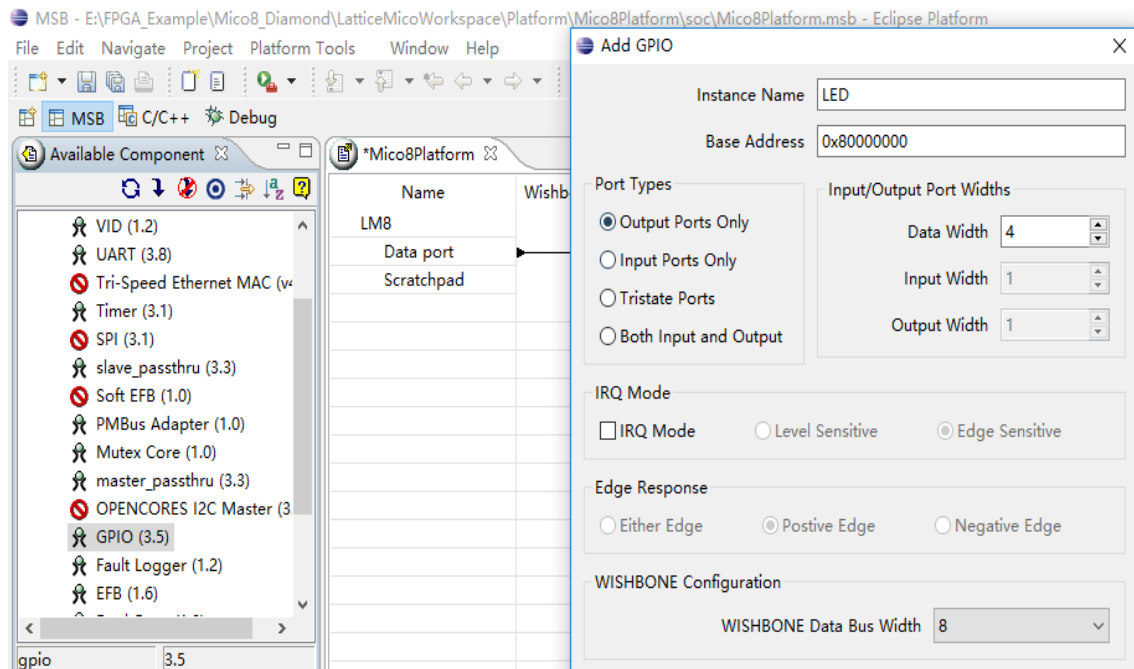 MSB - E:\FPGA_Example\Mico8_Diamond\LatticeMicoWorkspace\Platform\Mico8Platform\soc\Mico8Platform.msb - Eclipse Platform
File Edit Navigate Project Platform Tools Window Help
MSB C/C++ Debug
Available Component
VID (1.2)
UART (3.8)
Tri-Speed Ethernet MAC (v4
Timer (3.1)
SPI (3.1)
slave_passthru (3.3)
Soft EFB (1.0)
PMBus Adapter (1.0)
Mutex Core (1.0)
master_passthru (3.3)
OPENCORES I2C Master (3
GPIO (3.5)
Fault Logger (1.2)
EFB (1.6)
gpio 3.5
*Mico8Platform
Name Wishb
LM8
Data port
Scratchpad
Add GPIO
Instance Name LED
Base Address 0x80000000
Port Types
Output Ports Only
Input Ports Only
Tristate Ports
Both Input and Output
Input/Output Port Widths
Data Width 4
Input Width 1
Output Width 1
IRQ Mode
IRQ Mode Level Sensitive Edge Sensitive
Edge Response
Either Edge Postive Edge Negative Edge
WISHBONE Configuration
WISHBONE Data Bus Width 8